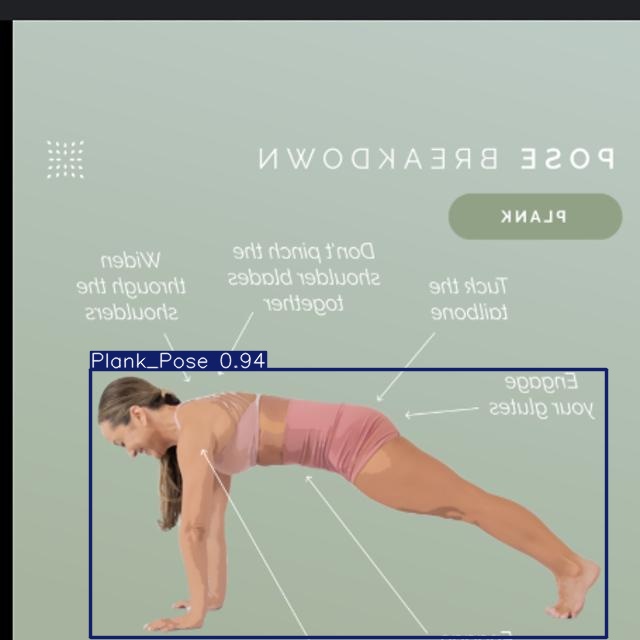 POSE BREAKDOWN
PLANK
Widen
through the
shoulders
Don't pinch the
shoulder blades
together
Tuck the
tailbone
Engage
your glutes
Plank_Pose 0.94